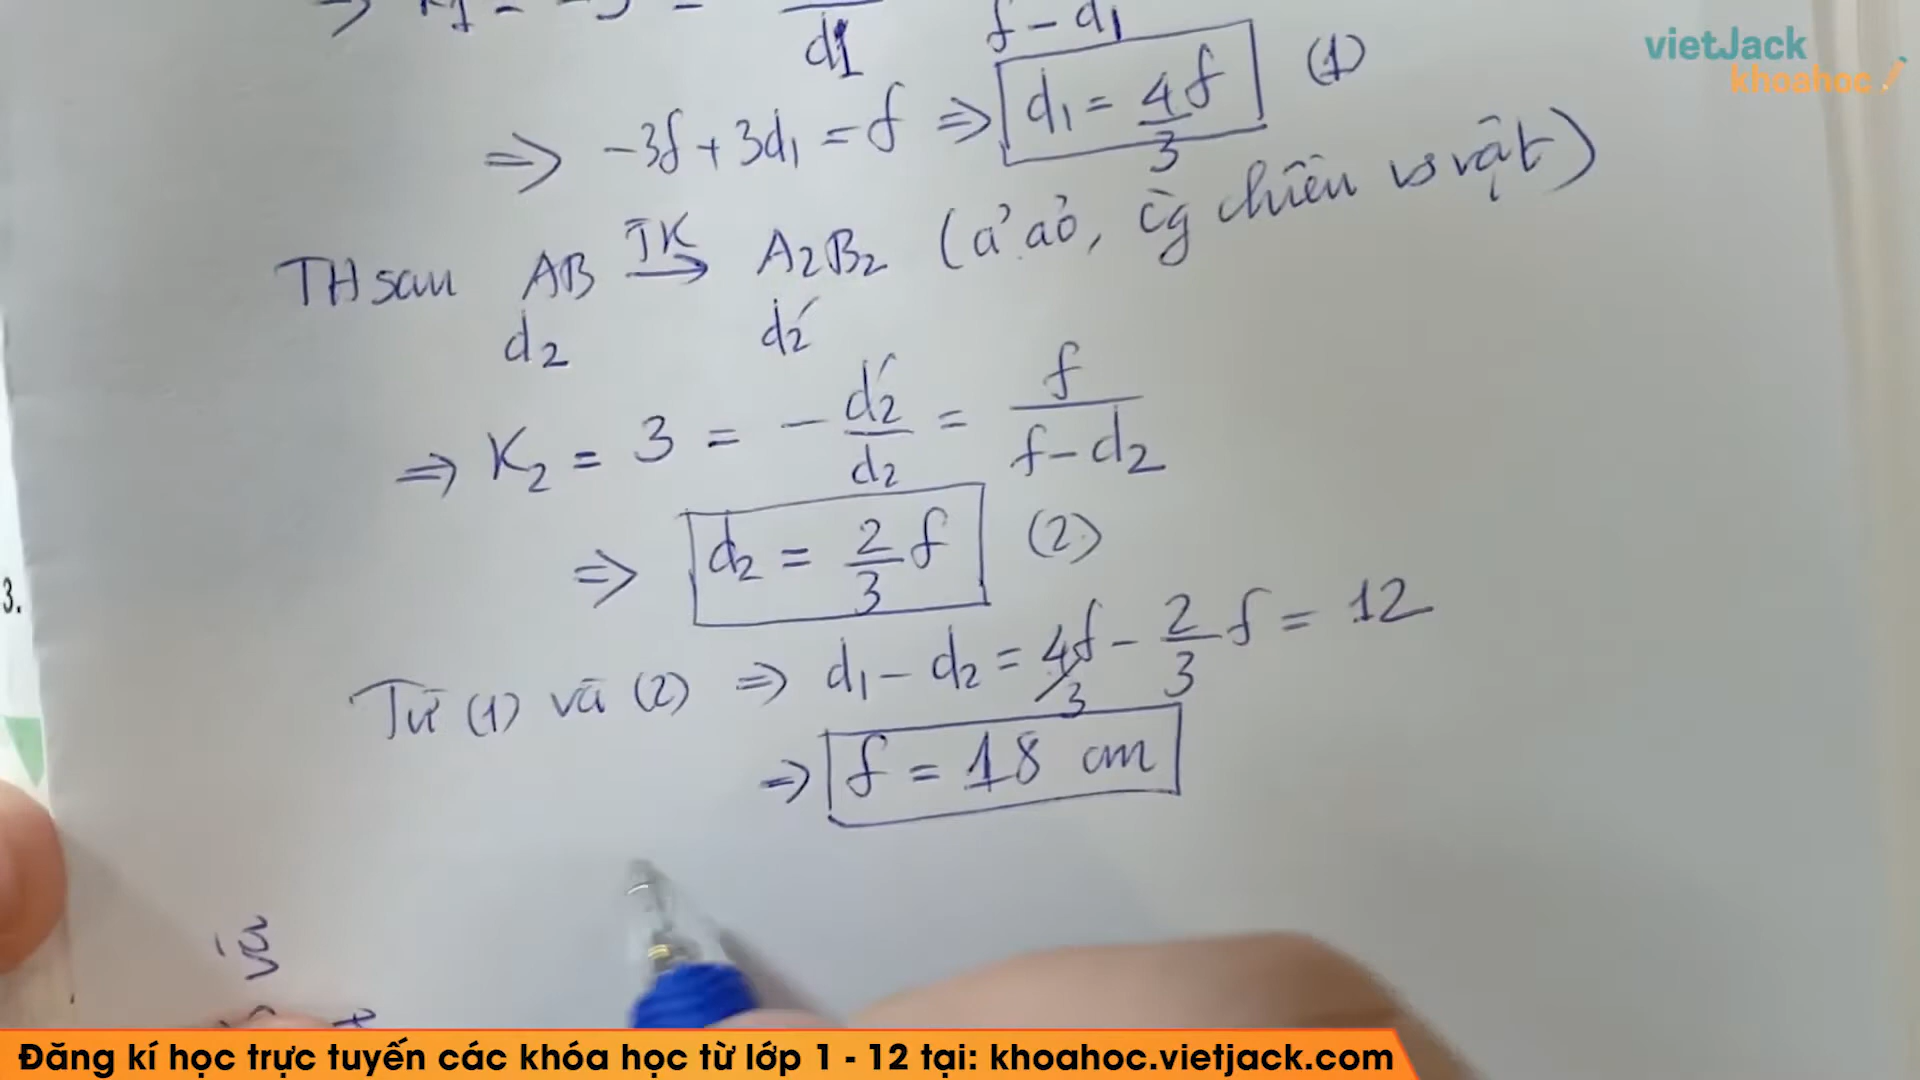 vietJack
khoahoc
d1 f - d1
⇒ -3f + 3d1 = f ⇒ d1 = 4/3 f (1)
TH sau AB TK→ A2B2 (ả ảo, cg chiều vs vật)
d2 d2'
⇒ K2 = 3 = - d2'/d2 = f/(f - d2)
⇒ d2 = 2/3 f (2)
Từ (1) và (2) ⇒ d1 - d2 = 4f/3 - 2/3 f = 12
⇒ f = 18 cm
3.
và
Đăng kí học trực tuyến các khóa học từ lớp 1 - 12 tại: khoahoc.vietjack.com